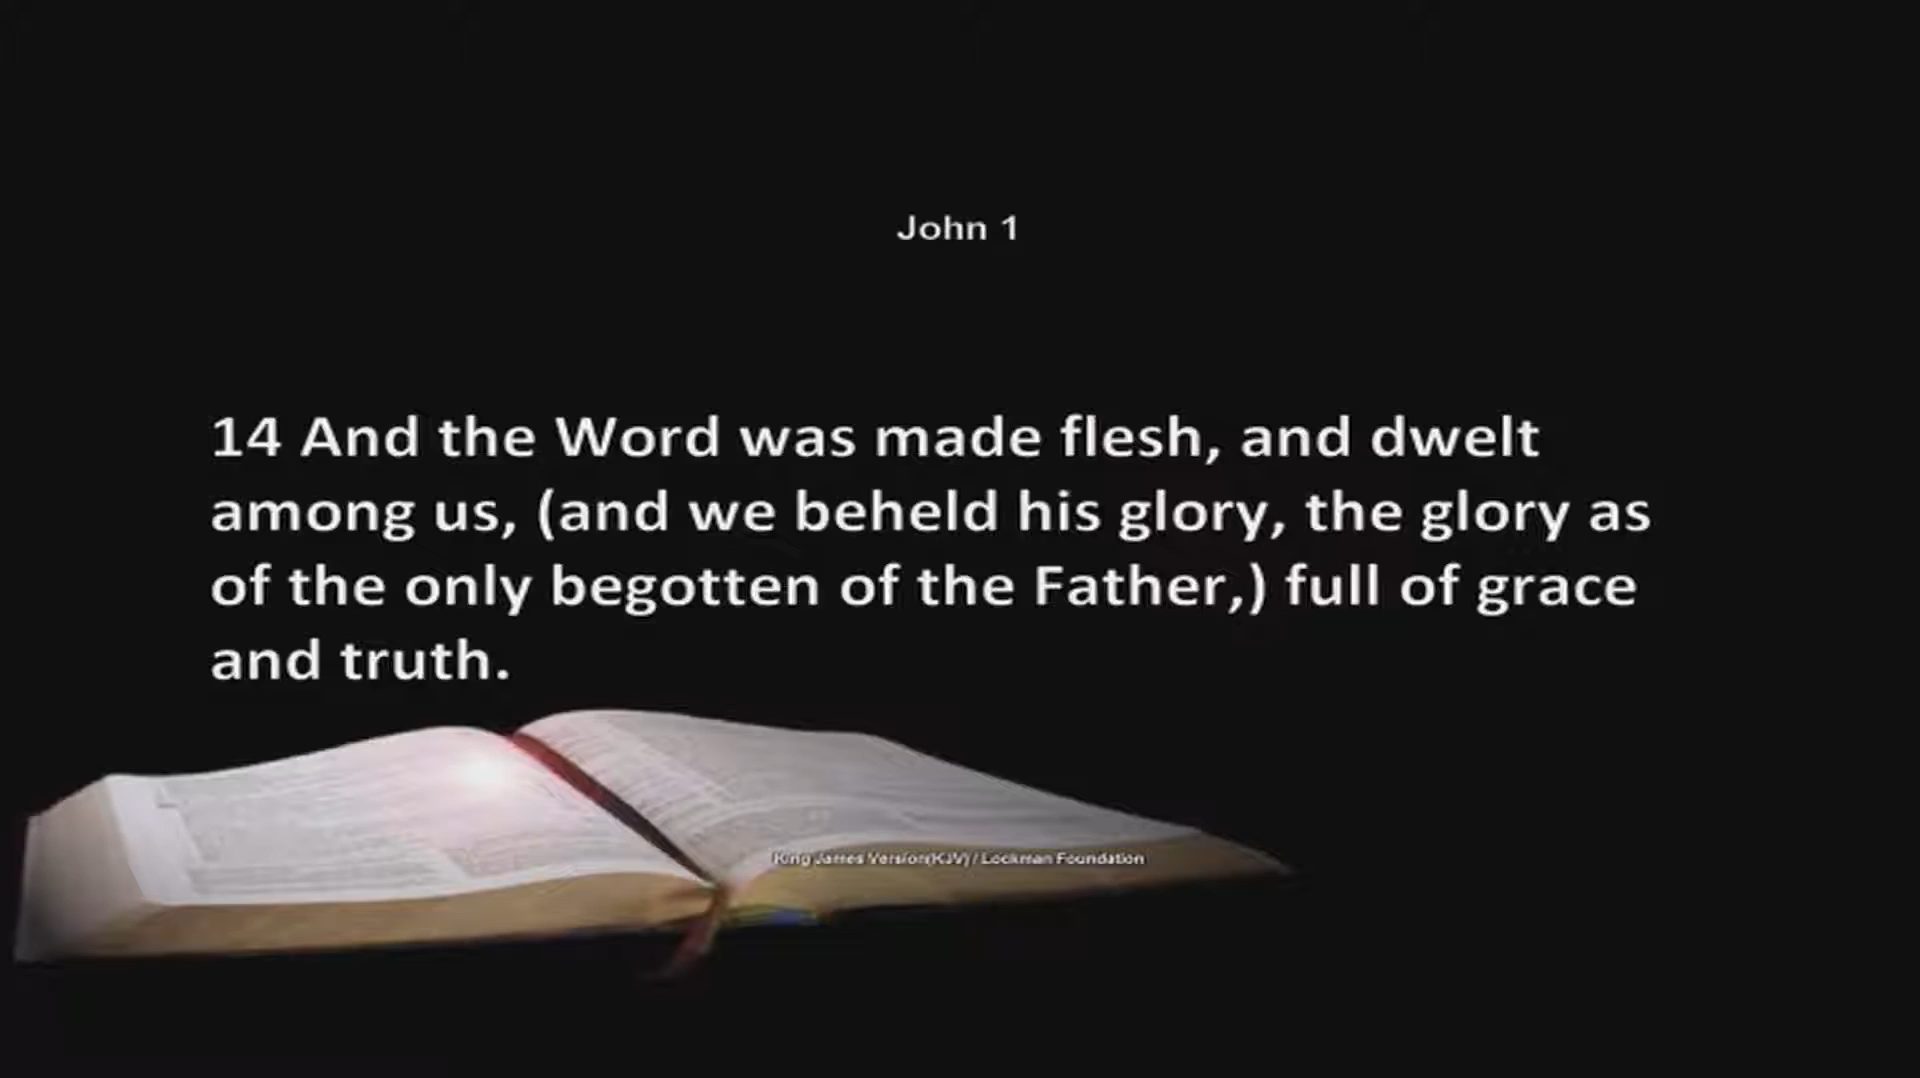 John 1
14 And the Word was made flesh, and dwelt
among us, (and we beheld his glory, the glory as
of the only begotten of the Father,) full of grace
and truth.
King James Version(KJV) / Lockman Foundation